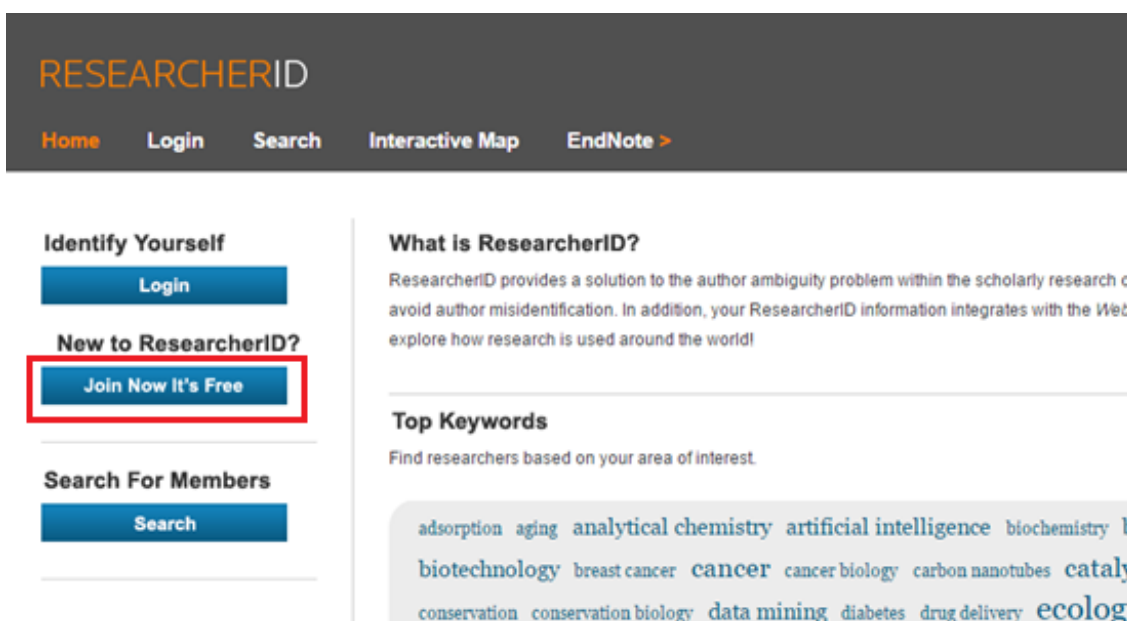 RESEARCHERID
Home Login Search Interactive Map EndNote >
Identify Yourself
Login
New to ResearcherID?
Join Now It's Free
Search For Members
Search
What is ResearcherID?
ResearcherID provides a solution to the author ambiguity problem within the scholarly research
avoid author misidentification. In addition, your ResearcherID information integrates with the
explore how research is used around the world!
Top Keywords
Find researchers based on your area of interest.
adsorption aging analytical chemistry artificial intelligence biochemistry
biotechnology breast cancer cancer cancer biology carbon nanotubes
conservation conservation biology data mining diabetes drug delivery